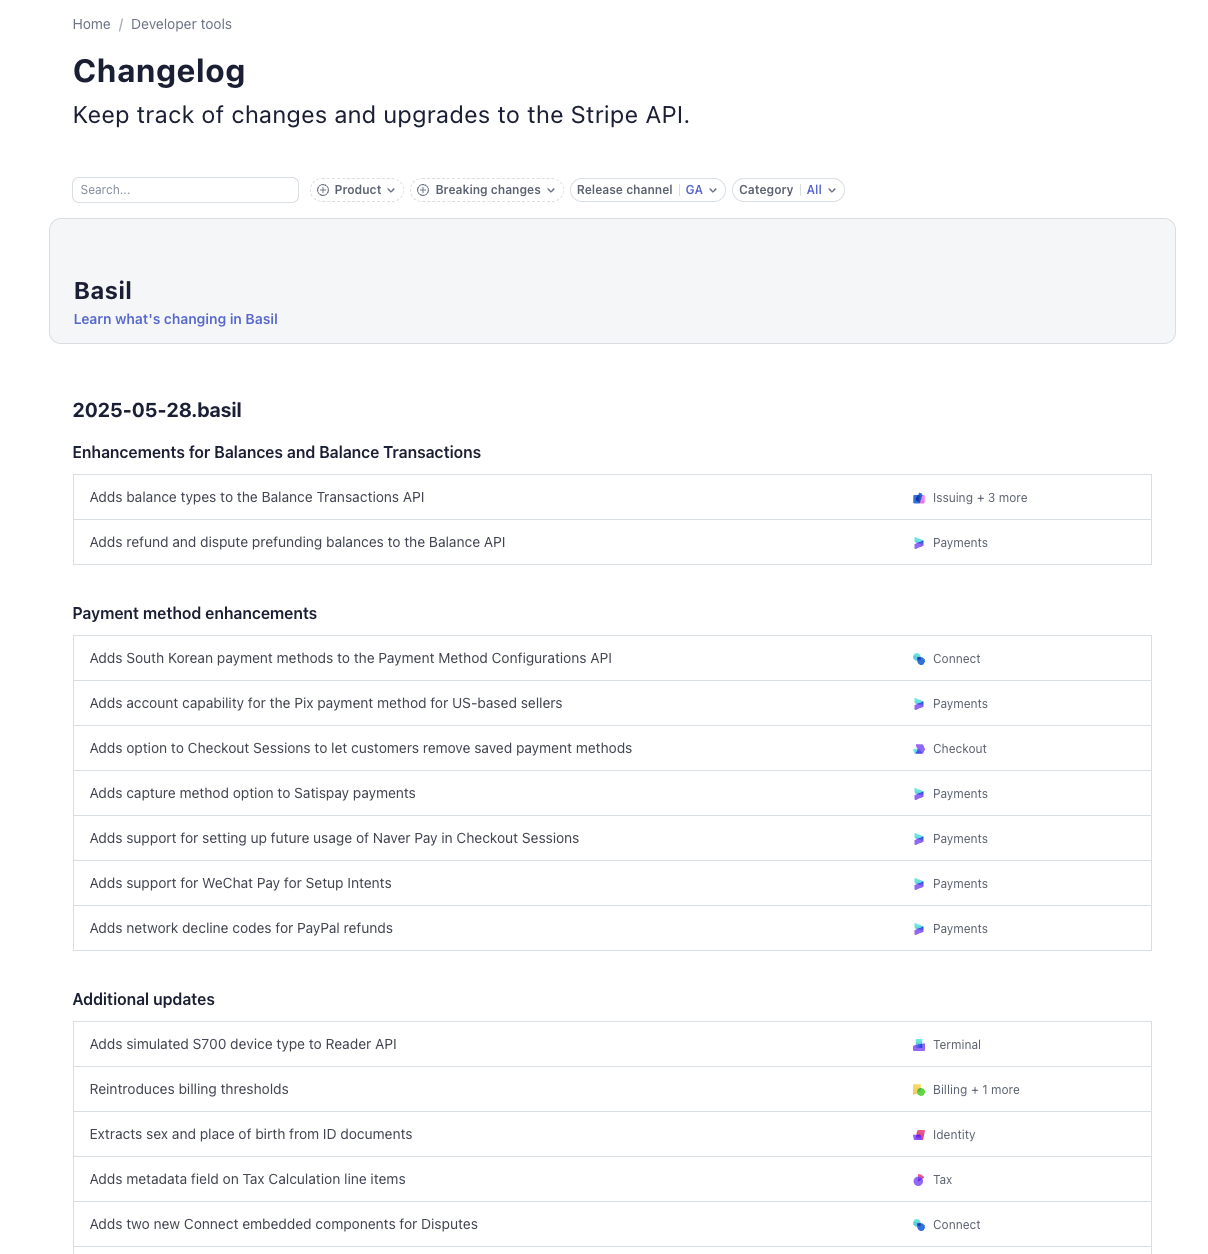 Home / Developer tools
Changelog
Keep track of changes and upgrades to the Stripe API.
Search... Product Breaking changes Release channel | GA Category | All
Basil
Learn what's changing in Basil
2025-05-28.basil
Enhancements for Balances and Balance Transactions
Adds balance types to the Balance Transactions API Issuing + 3 more
Adds refund and dispute prefunding balances to the Balance API Payments
Payment method enhancements
Adds South Korean payment methods to the Payment Method Configurations API Connect
Adds account capability for the Pix payment method for US-based sellers Payments
Adds option to Checkout Sessions to let customers remove saved payment methods Checkout
Adds capture method option to Satispay payments Payments
Adds support for setting up future usage of Naver Pay in Checkout Sessions Payments
Adds support for WeChat Pay for Setup Intents Payments
Adds network decline codes for PayPal refunds Payments
Additional updates
Adds simulated S700 device type to Reader API Terminal
Reintroduces billing thresholds Billing + 1 more
Extracts sex and place of birth from ID documents Identity
Adds metadata field on Tax Calculation line items Tax
Adds two new Connect embedded components for Disputes Connect